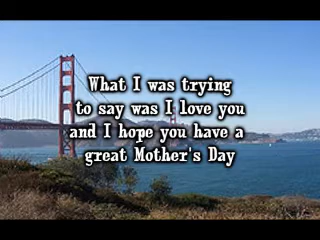 What I was trying
to say was I love you
and I hope you have a
great Mother's Day